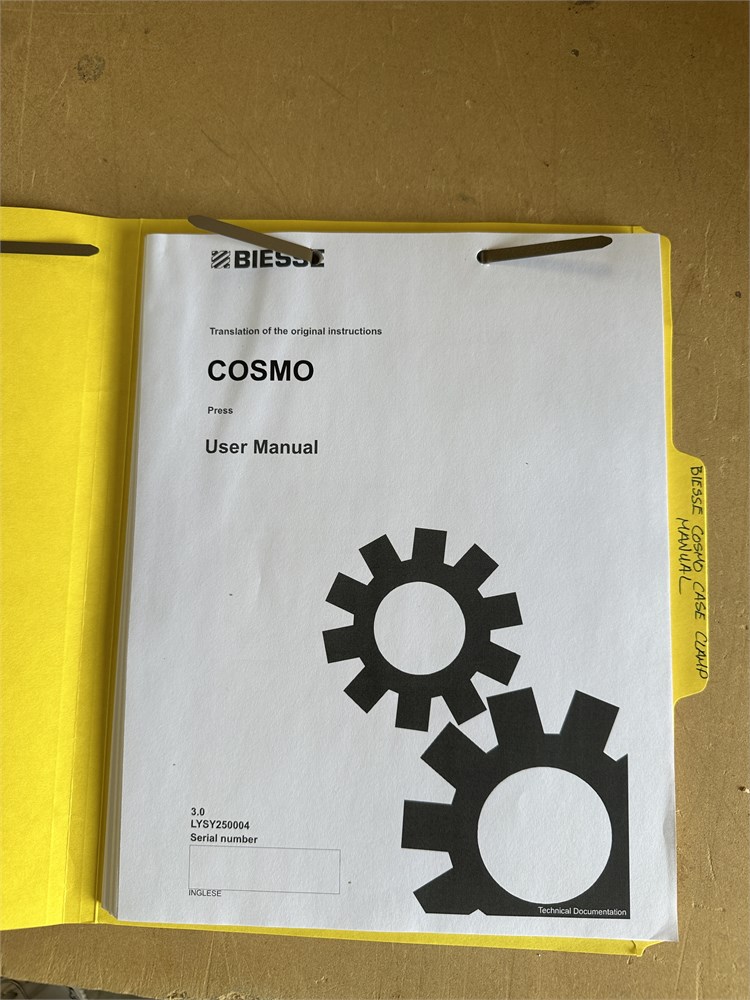 BIESSE
Translation of the original instructions
COSMO
Press
User Manual
BIESSE COSMO CASE CLAMP
MANUAL
3.0
LYSY250004
Serial number
INGLESE
Technical Documentation